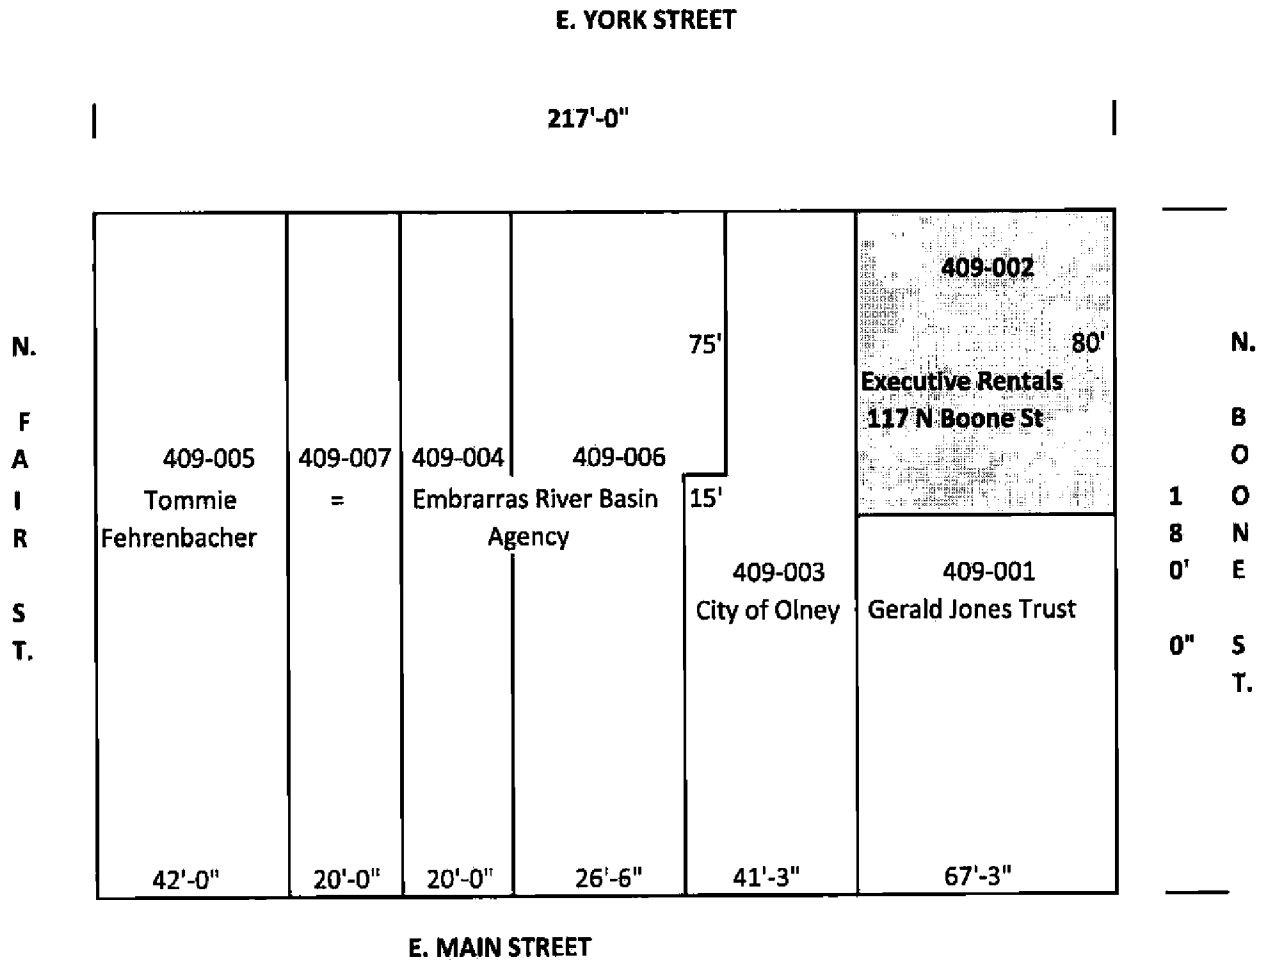 E. YORK STREET
217'-0"
409-002
75'
80'
N.
N.
Executive Rentals
117 N Boone St
F
B
409-005 409-007 409-004 409-006
A
O
Tommie = Embrarras River Basin 15'
I
1 O
Fehrenbacher Agency
R
8 N
409-003 409-001
0' E
City of Olney Gerald Jones Trust
S
T.
0" S
T.
42'-0" 20'-0" 20'-0" 26'-6" 41'-3" 67'-3"
E. MAIN STREET